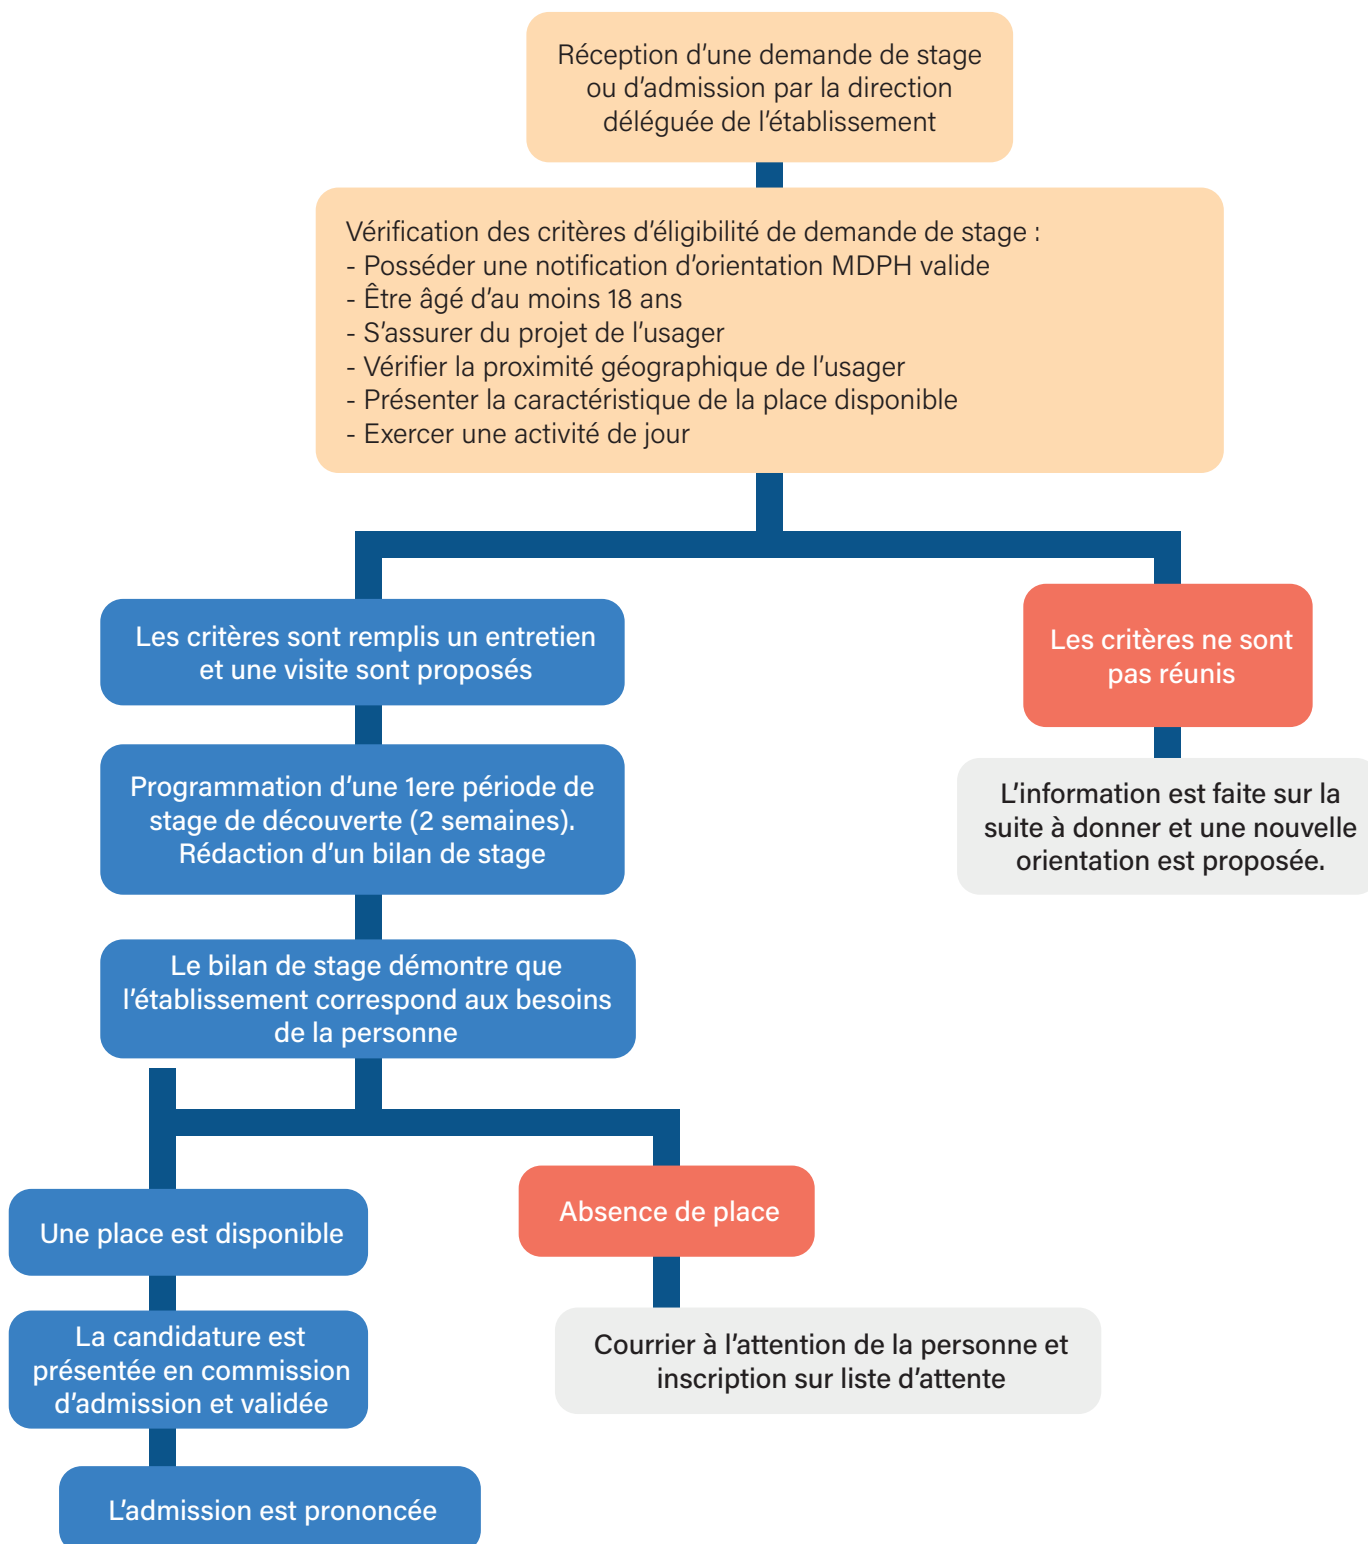 Réception d’une demande de stage
ou d’admission par la direction
déléguée de l’établissement
Vérification des critères d’éligibilité de demande de stage :
- Posséder une notification d’orientation MDPH valide
- Être âgé d’au moins 18 ans
- S’assurer du projet de l’usager
- Vérifier la proximité géographique de l’usager
- Présenter la caractéristique de la place disponible
- Exercer une activité de jour
Les critères sont remplis un entretien
et une visite sont proposés
Les critères ne sont
pas réunis
Programmation d’une 1ere période de
stage de découverte (2 semaines).
Rédaction d’un bilan de stage
L’information est faite sur la
suite à donner et une nouvelle
orientation est proposée.
Le bilan de stage démontre que
l’établissement correspond aux besoins
de la personne
Une place est disponible
Absence de place
La candidature est
présentée en commission
d’admission et validée
Courrier à l’attention de la personne et
inscription sur liste d’attente
L’admission est prononcée